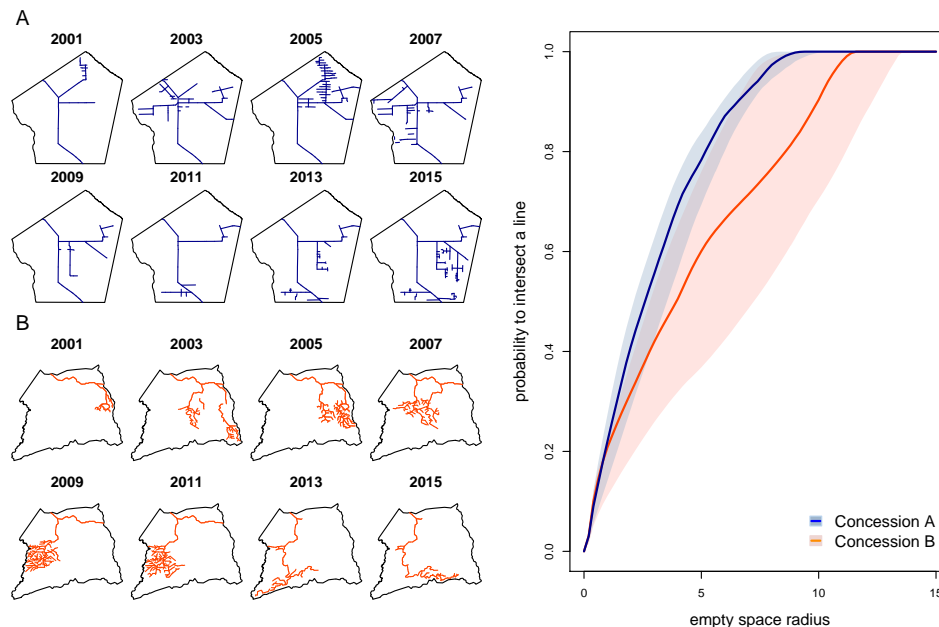 A
2001 2003 2005 2007
2009 2011 2013 2015
B
2001 2003 2005 2007
2009 2011 2013 2015
probability to intersect a line
1.0
0.8
0.6
0.4
0.2
0.0
Concession A
Concession B
0 5 10 15
empty space radius